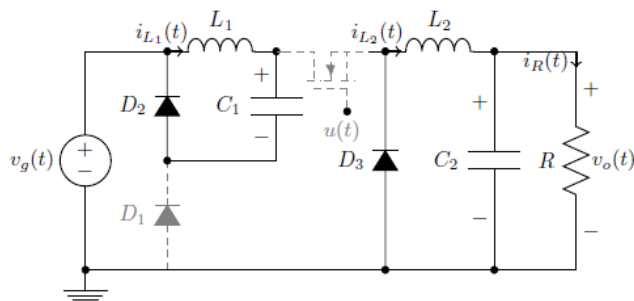 i_{L_1}(t) L_1 i_{L_2}(t) L_2
i_R(t)
+ + +
D_2 C_1
− u(t)
v_g(t) + − D_3 C_2 R v_o(t)
D_1
− −